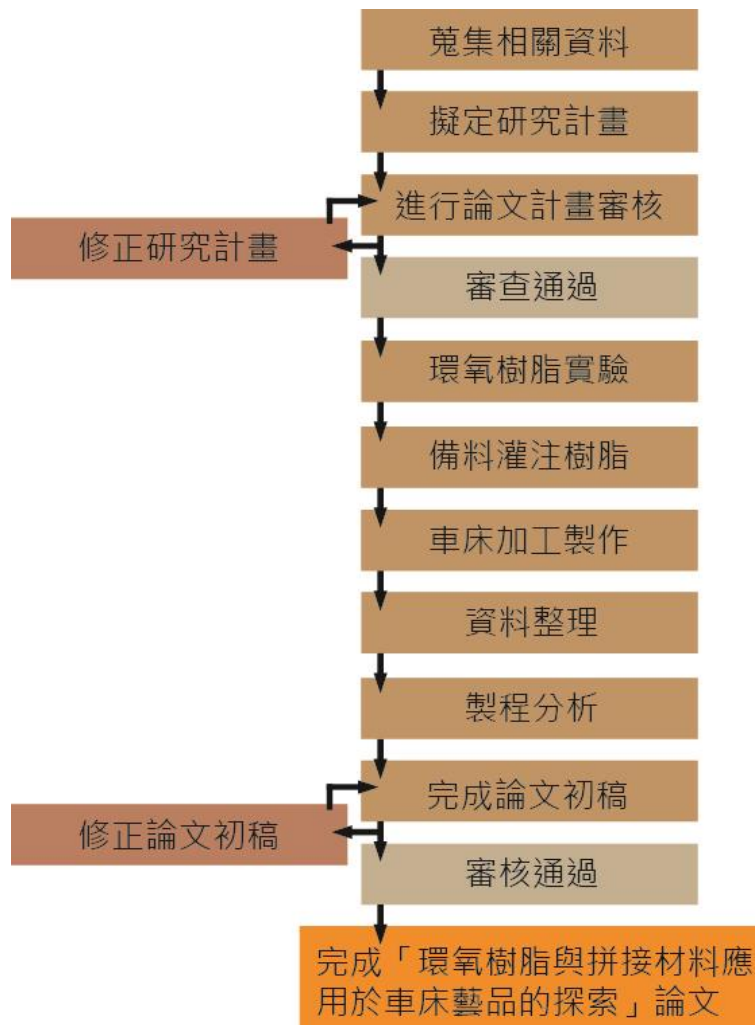 蒐集相關資料
擬定研究計畫
進行論文計畫審核
修正研究計畫
審查通過
環氧樹脂實驗
備料灌注樹脂
車床加工製作
資料整理
製程分析
完成論文初稿
修正論文初稿
審核通過
完成「環氧樹脂與拼接材料應
用於車床藝品的探索」論文